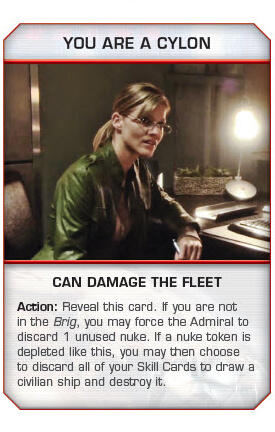 YOU ARE A CYLON
CAN DAMAGE THE FLEET
Action: Reveal this card. If you are not
in the Brig, you may force the Admiral to
discard 1 unused nuke. If a nuke token is
depleted like this, you may then choose
to discard all of your Skill Cards to draw a
civilian ship and destroy it.